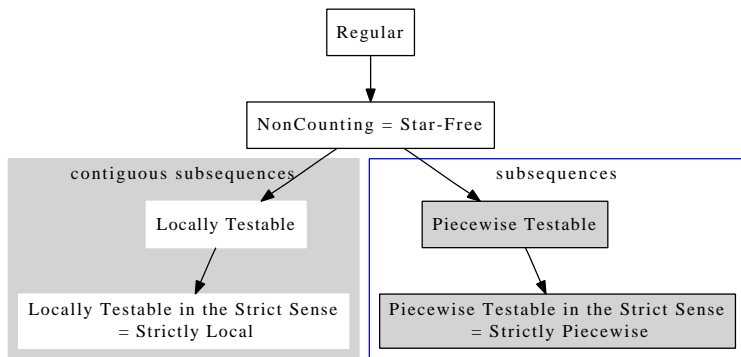 Regular
NonCounting = Star-Free
contiguous subsequences
subsequences
Locally Testable
Piecewise Testable
Locally Testable in the Strict Sense
= Strictly Local
Piecewise Testable in the Strict Sense
= Strictly Piecewise